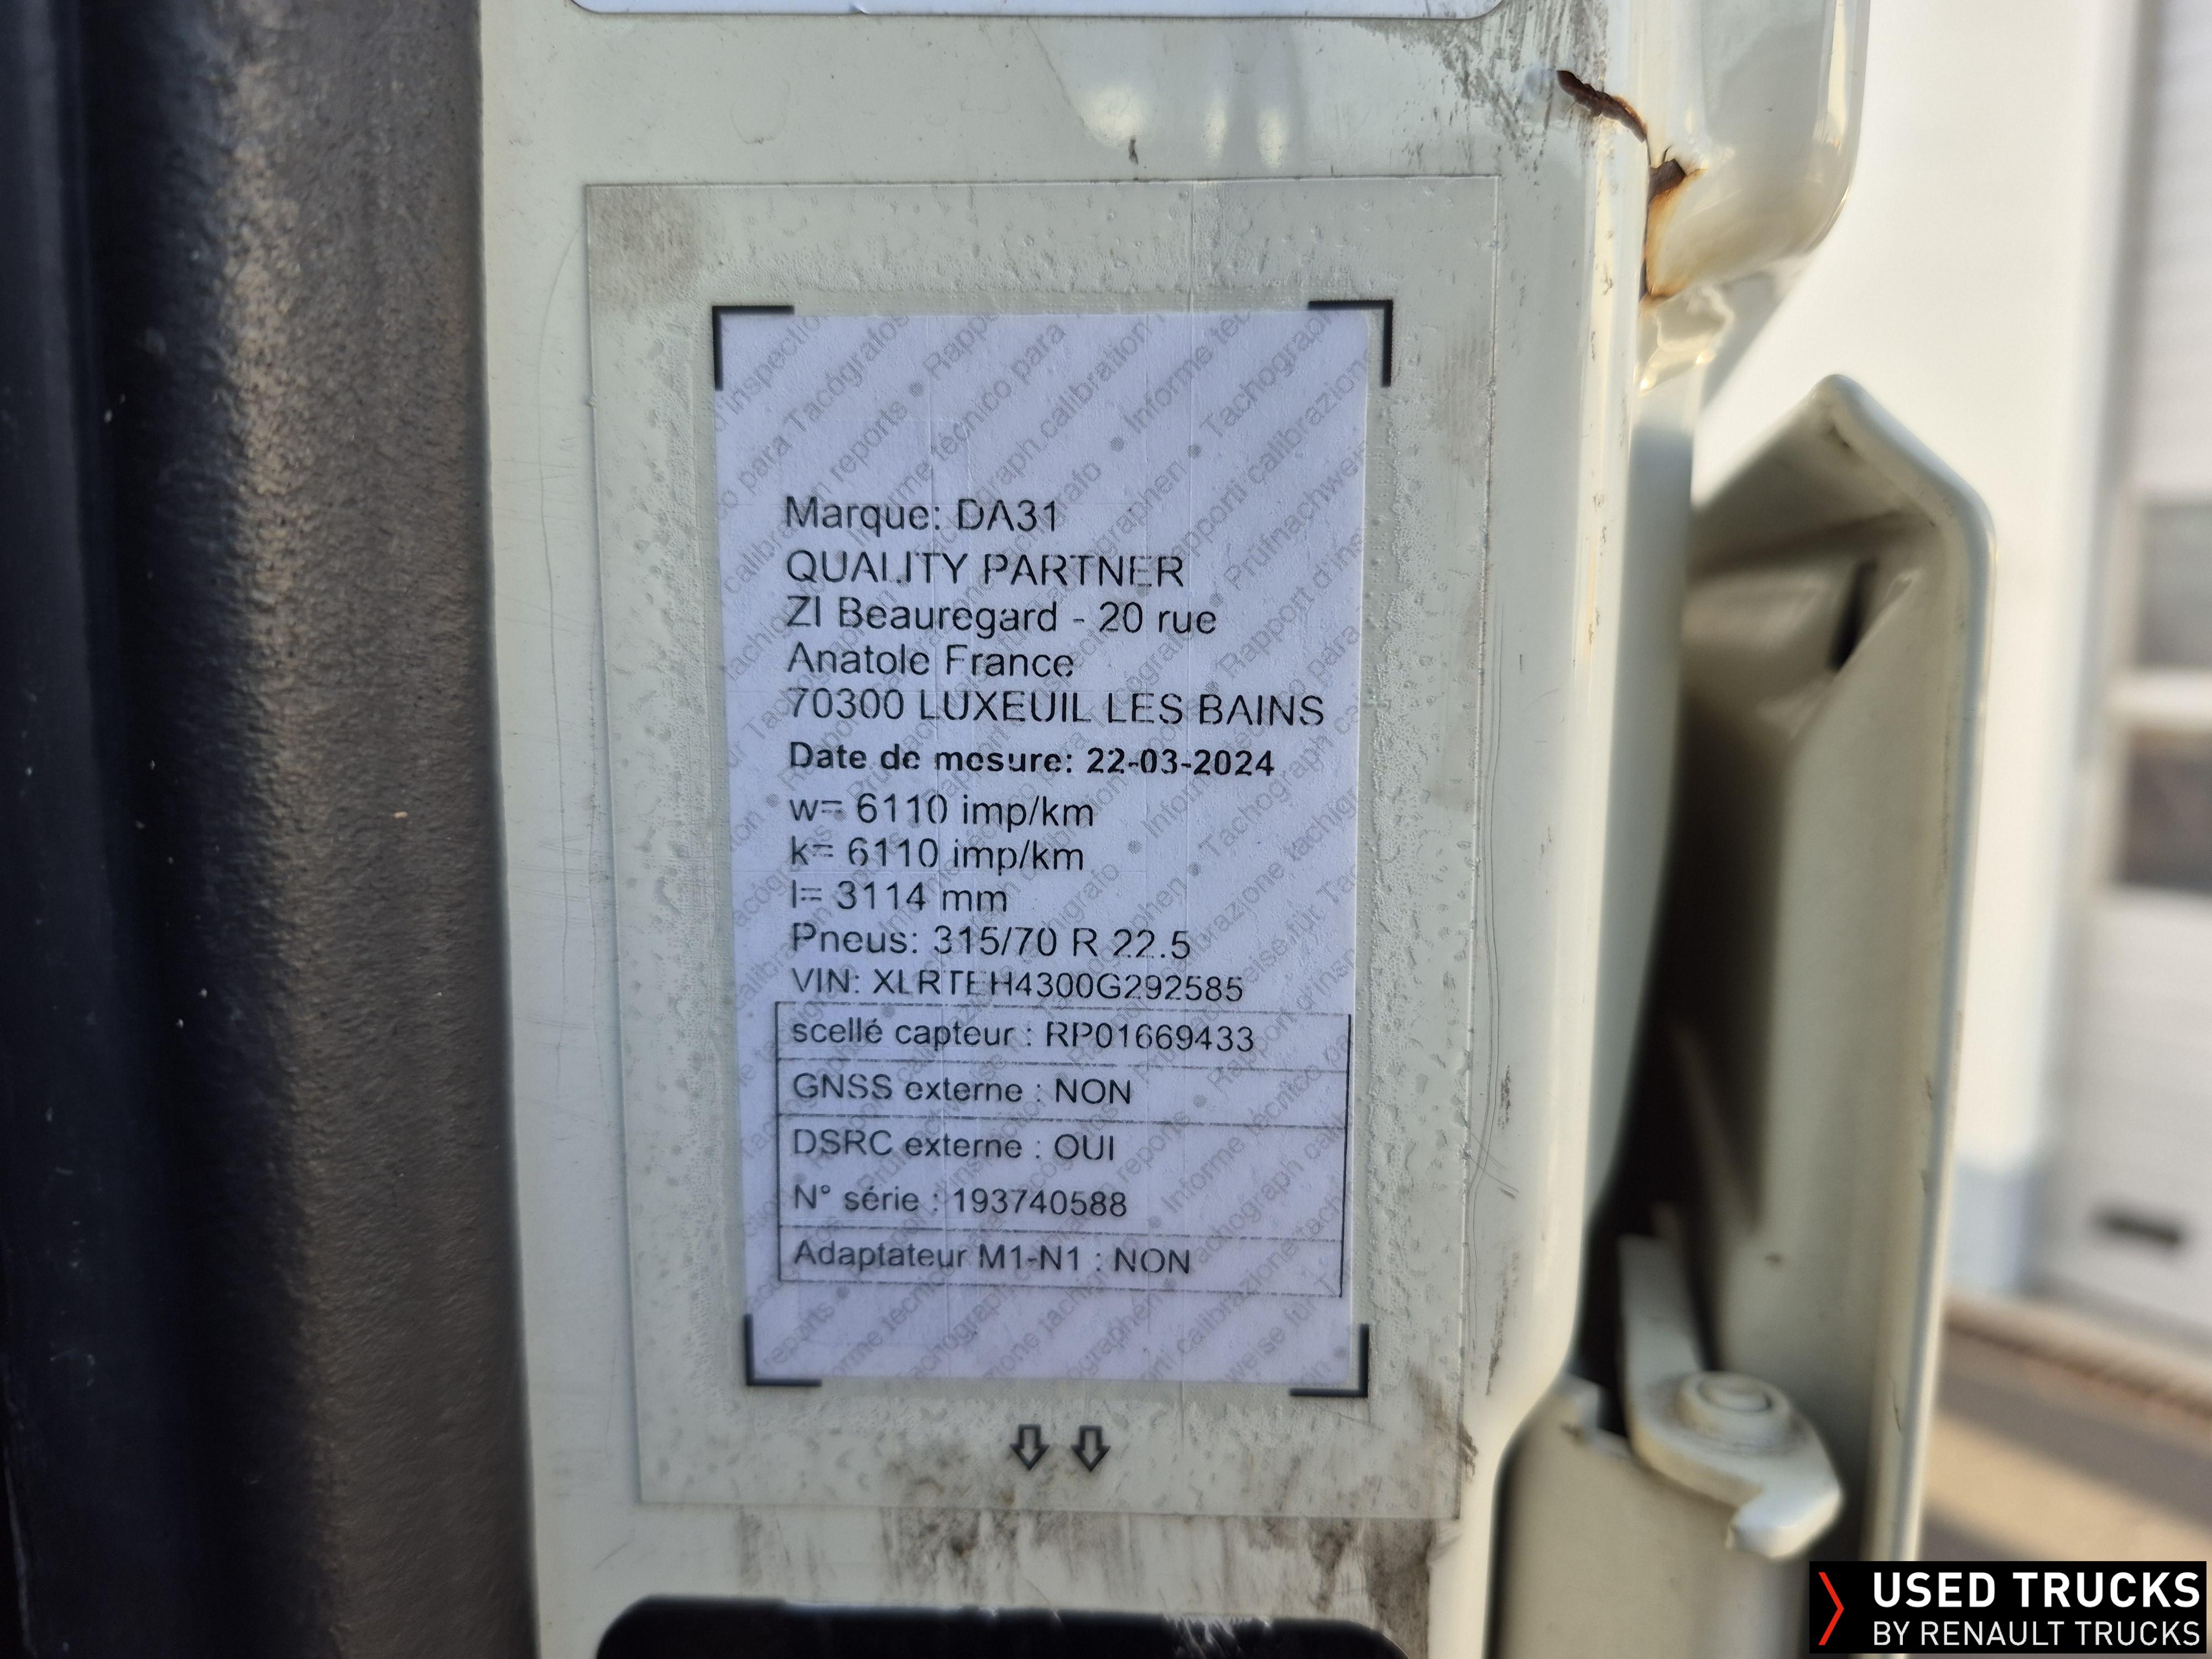 Marque: DA31
QUALITY PARTNER
ZI Beauregard - 20 rue
Anatole France
70300 LUXEUIL LES BAINS
Date de mesure: 22-03-2024
w= 6110 imp/km
k= 6110 imp/km
l= 3114 mm
Pneus: 315/70 R 22.5
VIN: XLRTEH4300G292585
scellé capteur : RP01669433
GNSS externe : NON
DSRC externe : OUI
N° série : 193740588
Adaptateur M1-N1 : NON
USED TRUCKS
BY RENAULT TRUCKS